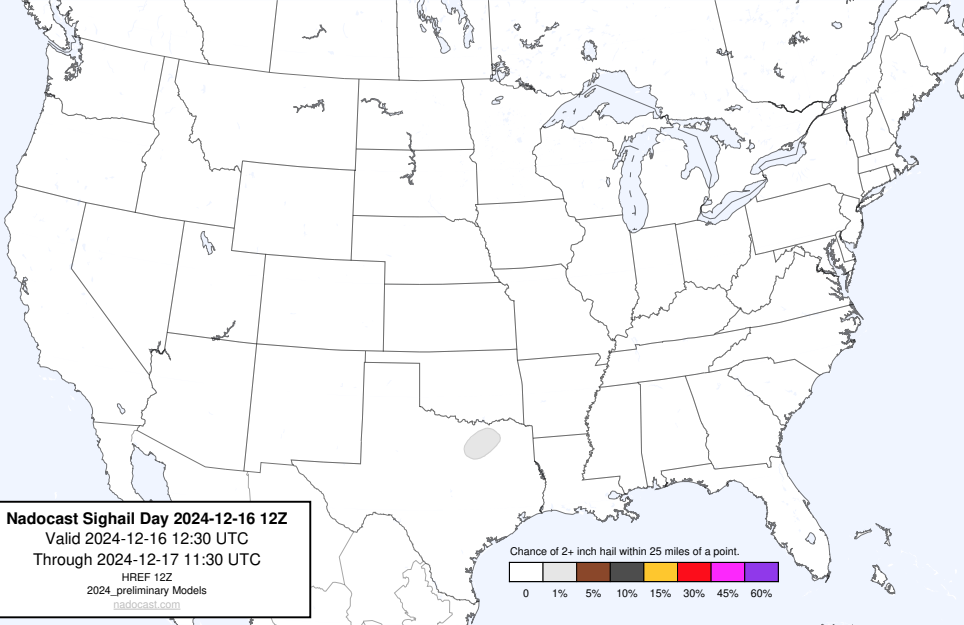 Nadocast Sighail Day 2024-12-16 12Z
Valid 2024-12-16 12:30 UTC
Through 2024-12-17 11:30 UTC
HREF 12Z
2024_preliminary Models
nadocast.com
Chance of 2+ inch hail within 25 miles of a point.
0 1% 5% 10% 15% 30% 45% 60%